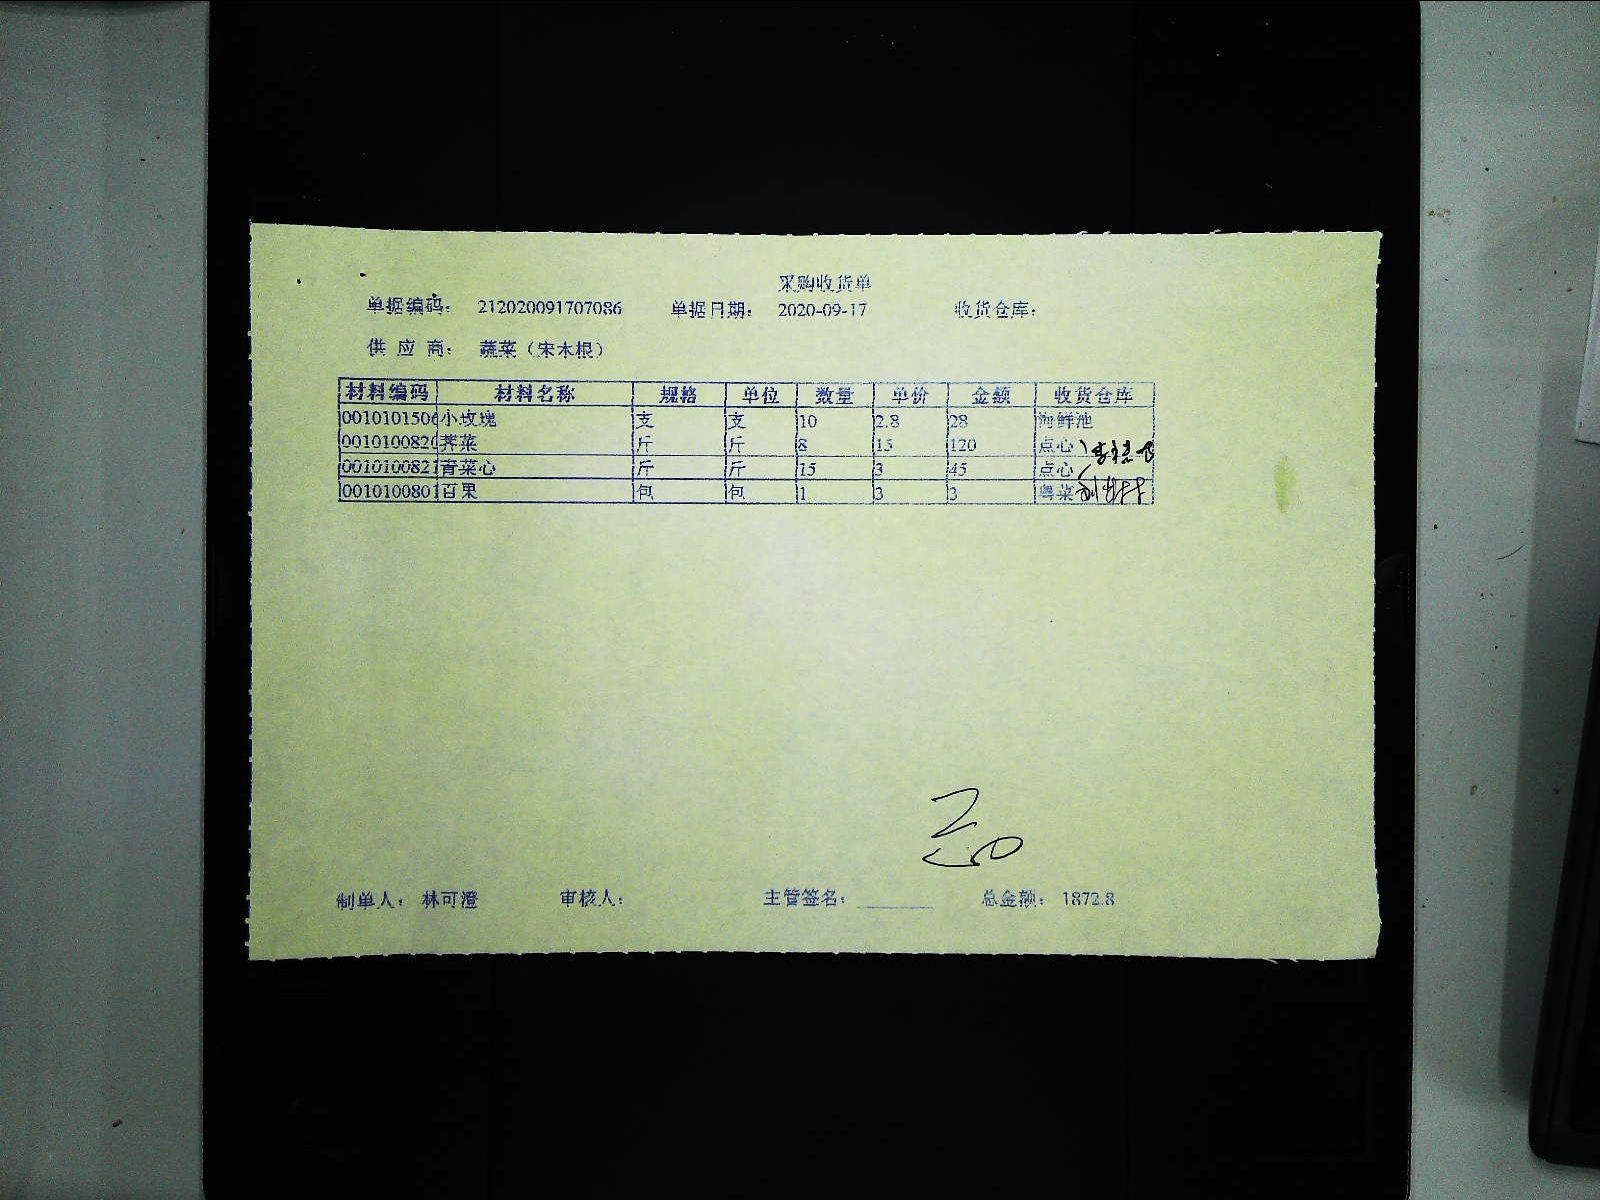 采购收货单
单据编码： 212020091707086 单据日期： 2020-09-17 收货仓库：
供 应 商： 蔬菜（宋木根）
材料编码 材料名称 规格 单位 数量 单价 金额 收货仓库
0010101506 小玫瑰 支 支 10 2.8 28 海鲜池
001010082 荠菜 斤 斤 8 15 120 点心
0010100821 青菜心 斤 斤 15 3 45 点心
0010100801 百果 包 包 1 3 3 粤菜
制单人： 林可澄 审核人： 主管签名： 总金额： 1872.8